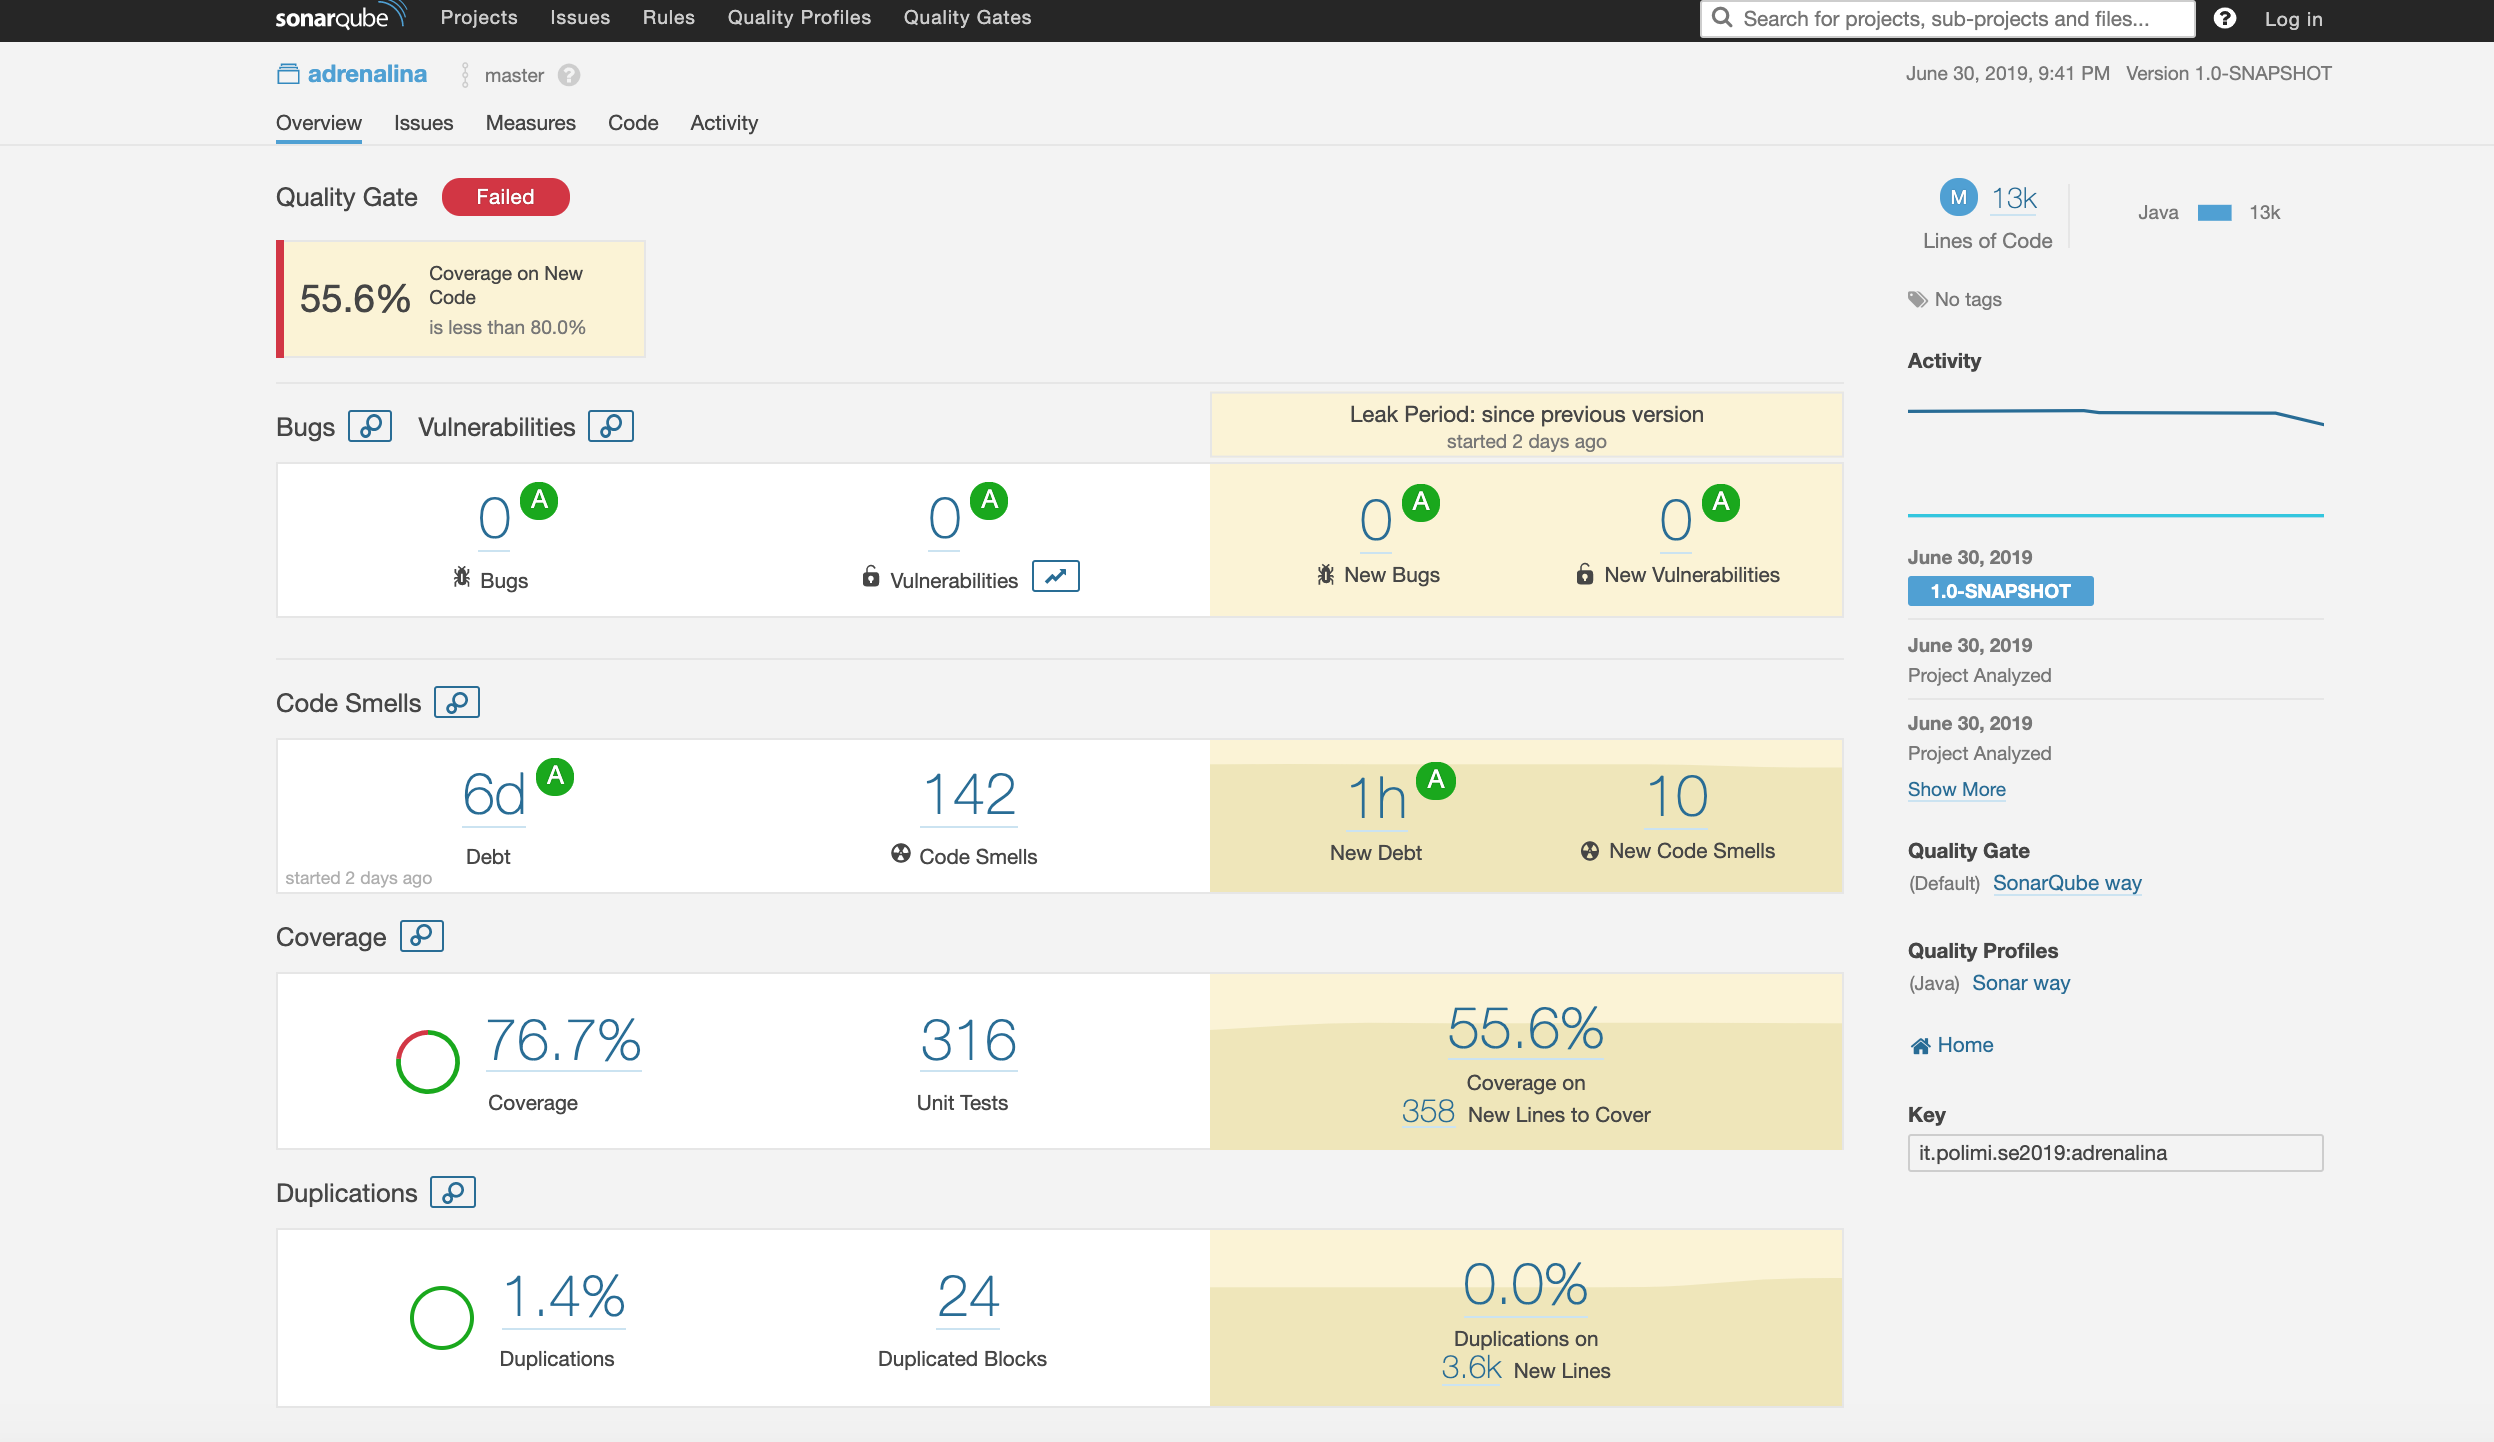 sonarqube Projects Issues Rules Quality Profiles Quality Gates Search for projects, sub-projects and files... ? Log in
adrenalina master ? June 30, 2019, 9:41 PM Version 1.0-SNAPSHOT
Overview Issues Measures Code Activity
Quality Gate Failed
55.6% Coverage on New
Code
is less than 80.0%
Bugs Vulnerabilities
Leak Period: since previous version
started 2 days ago
0 A
Bugs
0 A
Vulnerabilities
0 A
New Bugs
0 A
New Vulnerabilities
Code Smells
6d A
Debt
started 2 days ago
142
Code Smells
1h A
New Debt
10
New Code Smells
Coverage
76.7%
Coverage
316
Unit Tests
55.6%
Coverage on
358 New Lines to Cover
Duplications
1.4%
Duplications
24
Duplicated Blocks
0.0%
Duplications on
3.6k New Lines
M 13k
Lines of Code
Java 13k
No tags
Activity
June 30, 2019
1.0-SNAPSHOT
June 30, 2019
Project Analyzed
June 30, 2019
Project Analyzed
Show More
Quality Gate
(Default) SonarQube way
Quality Profiles
(Java) Sonar way
Home
Key
it.polimi.se2019:adrenalina